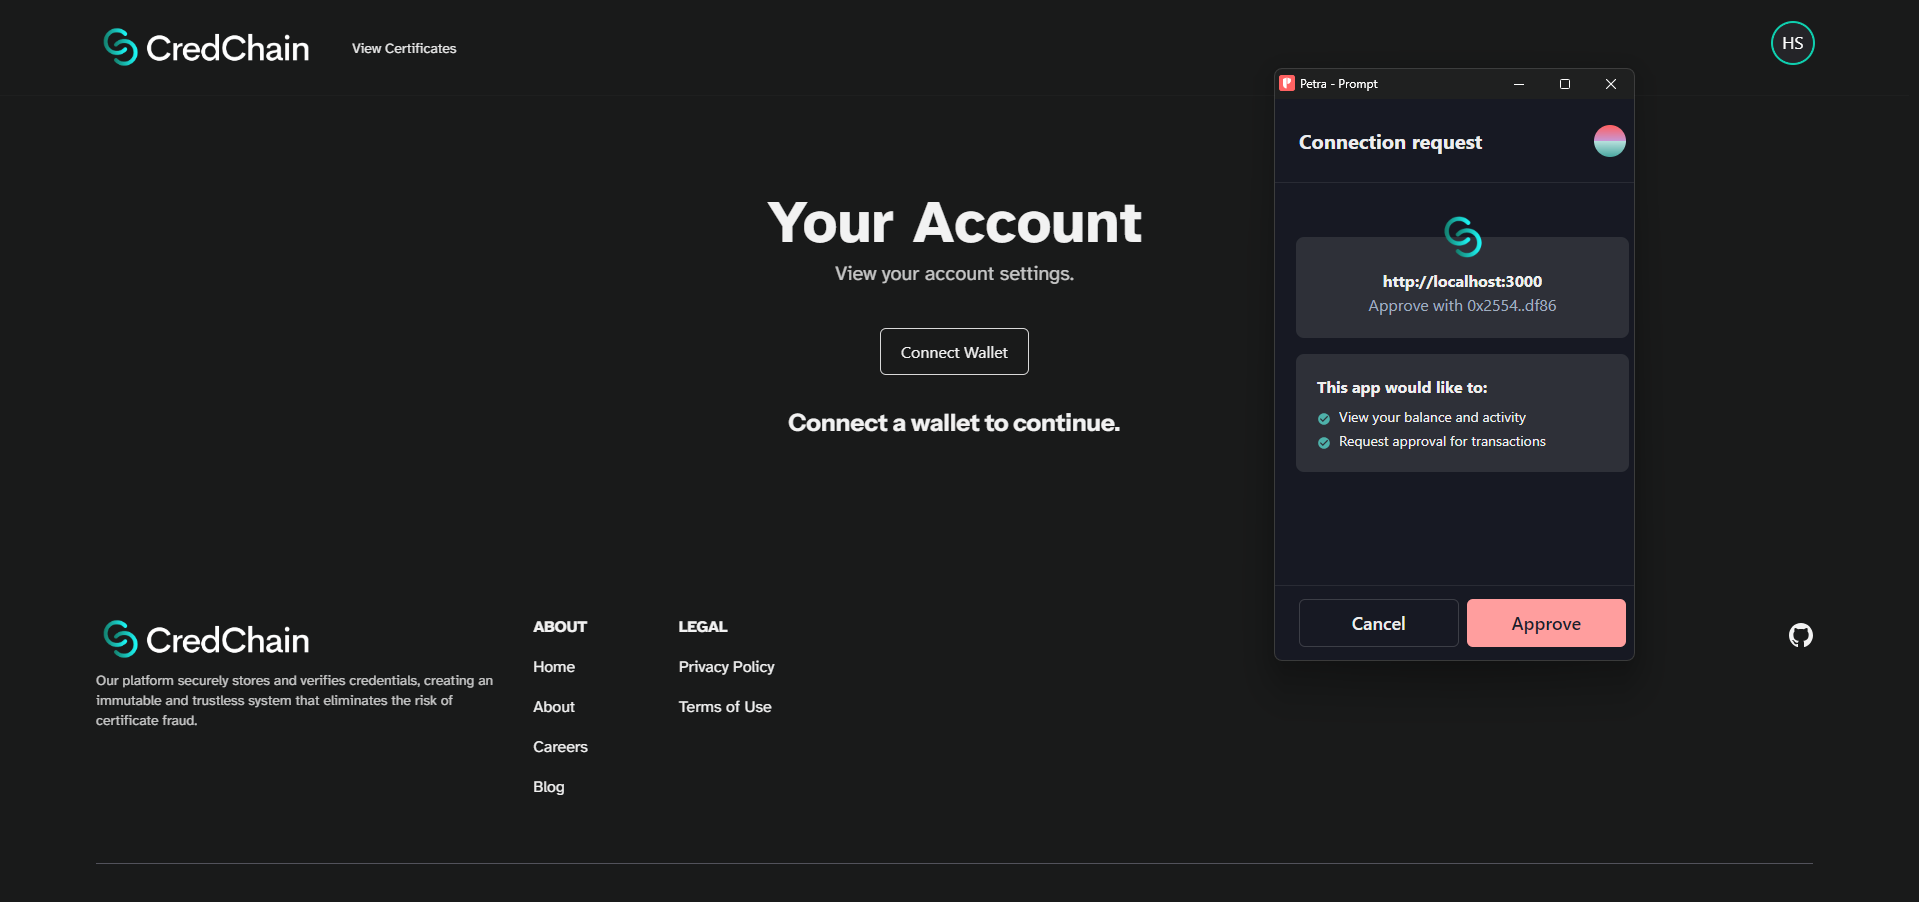 CredChain
View Certificates
HS
Petra - Prompt
Connection request
http://localhost:3000
Approve with 0x2554..df86
This app would like to:
View your balance and activity
Request approval for transactions
Cancel
Approve
Your Account
View your account settings.
Connect Wallet
Connect a wallet to continue.
CredChain
Our platform securely stores and verifies credentials, creating an
immutable and trustless system that eliminates the risk of
certificate fraud.
ABOUT
Home
About
Careers
Blog
LEGAL
Privacy Policy
Terms of Use